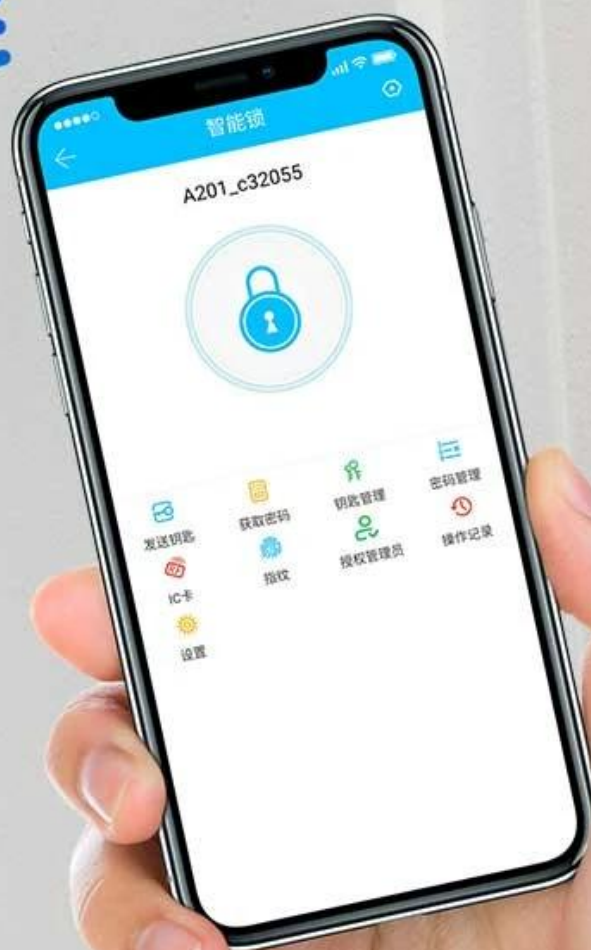 智能锁
A201_c32055
发送钥匙 获取密码 钥匙管理 密码管理
IC卡 指纹 授权管理员 操作记录
设置